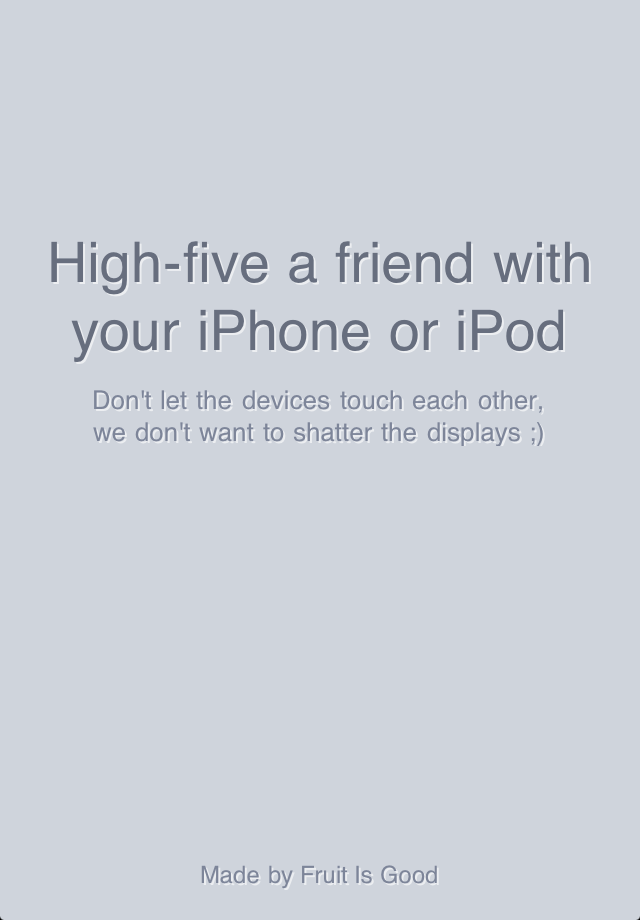 High-five a friend with
your iPhone or iPod
Don't let the devices touch each other,
we don't want to shatter the displays ;)
Made by Fruit Is Good